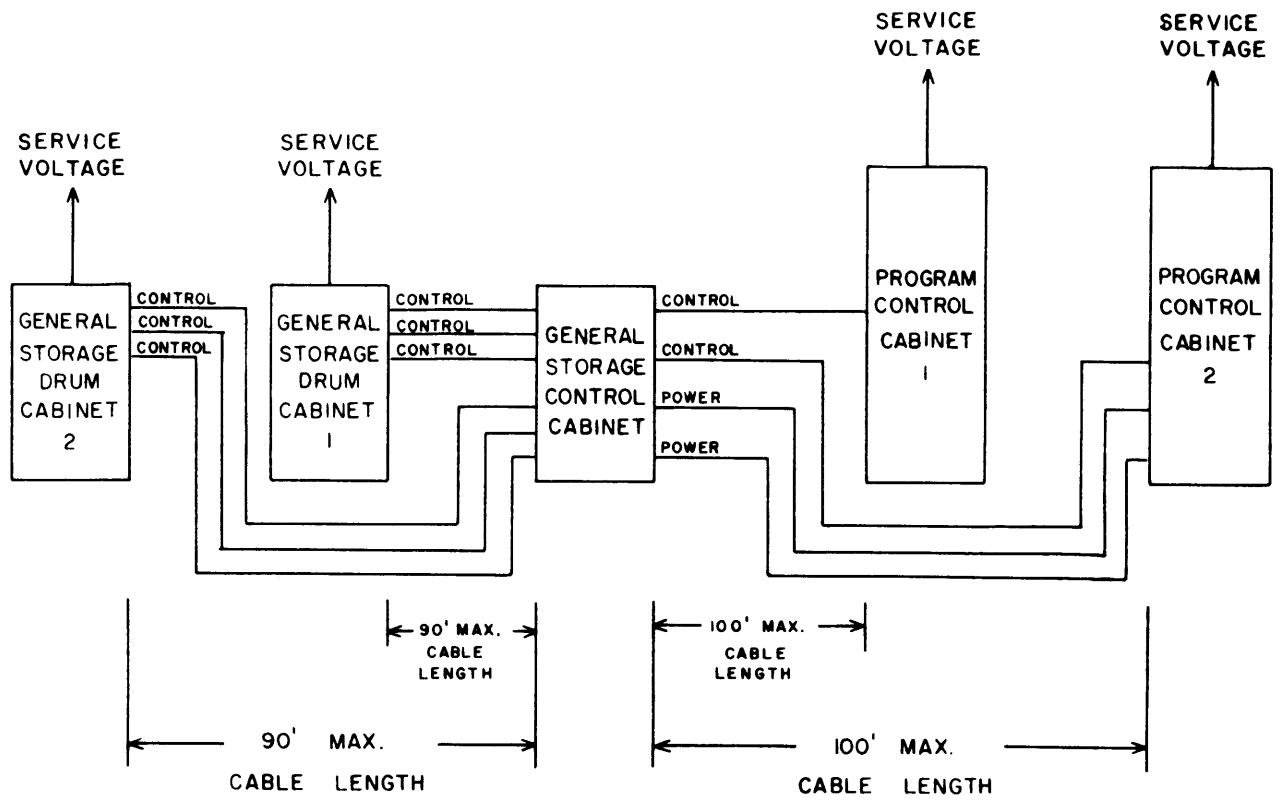 SERVICE
VOLTAGE
SERVICE
VOLTAGE
SERVICE
VOLTAGE
SERVICE
VOLTAGE
GENERAL
STORAGE
DRUM
CABINET
2
CONTROL
CONTROL
CONTROL
GENERAL
STORAGE
DRUM
CABINET
1
CONTROL
CONTROL
CONTROL
GENERAL
STORAGE
CONTROL
CABINET
CONTROL
CONTROL
POWER
POWER
PROGRAM
CONTROL
CABINET
1
PROGRAM
CONTROL
CABINET
2
90' MAX.
CABLE
LENGTH
100' MAX.
CABLE
LENGTH
90' MAX.
CABLE LENGTH
100' MAX.
CABLE LENGTH